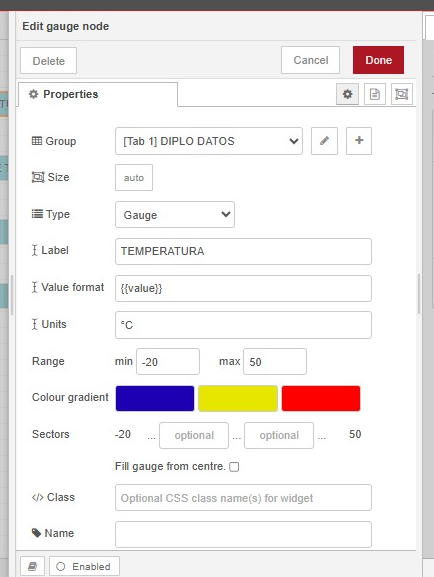 Edit gauge node
Delete Cancel Done
Properties
Group [Tab 1] DIPLO DATOS
Size auto
Type Gauge
Label TEMPERATURA
Value format {{value}}
Units °C
Range min -20 max 50
Colour gradient
Sectors -20 ... optional ... optional ... 50
Fill gauge from centre.
</> Class Optional CSS class name(s) for widget
Name
Enabled